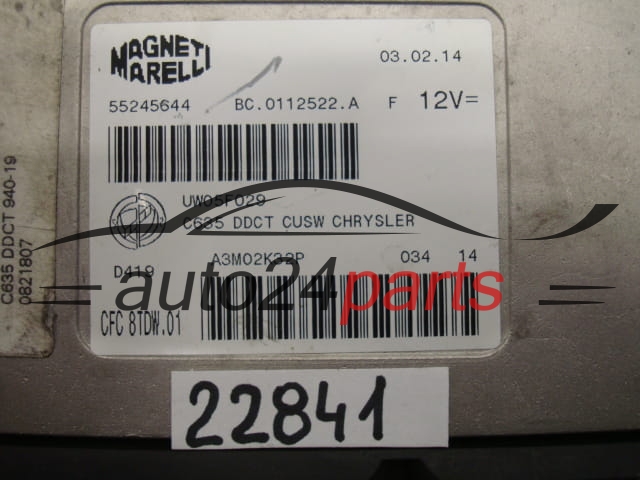 MAGNETI
MARELLI
03.02.14
55245644 BC.0112522.A F 12V=
UW05F029
C635 DDCT CUSW CHRYSLER
D419 A3M02K32P 034 14
auto24parts
CFC 8TDW.01
C635 DDCT 940-19
0821807
22841